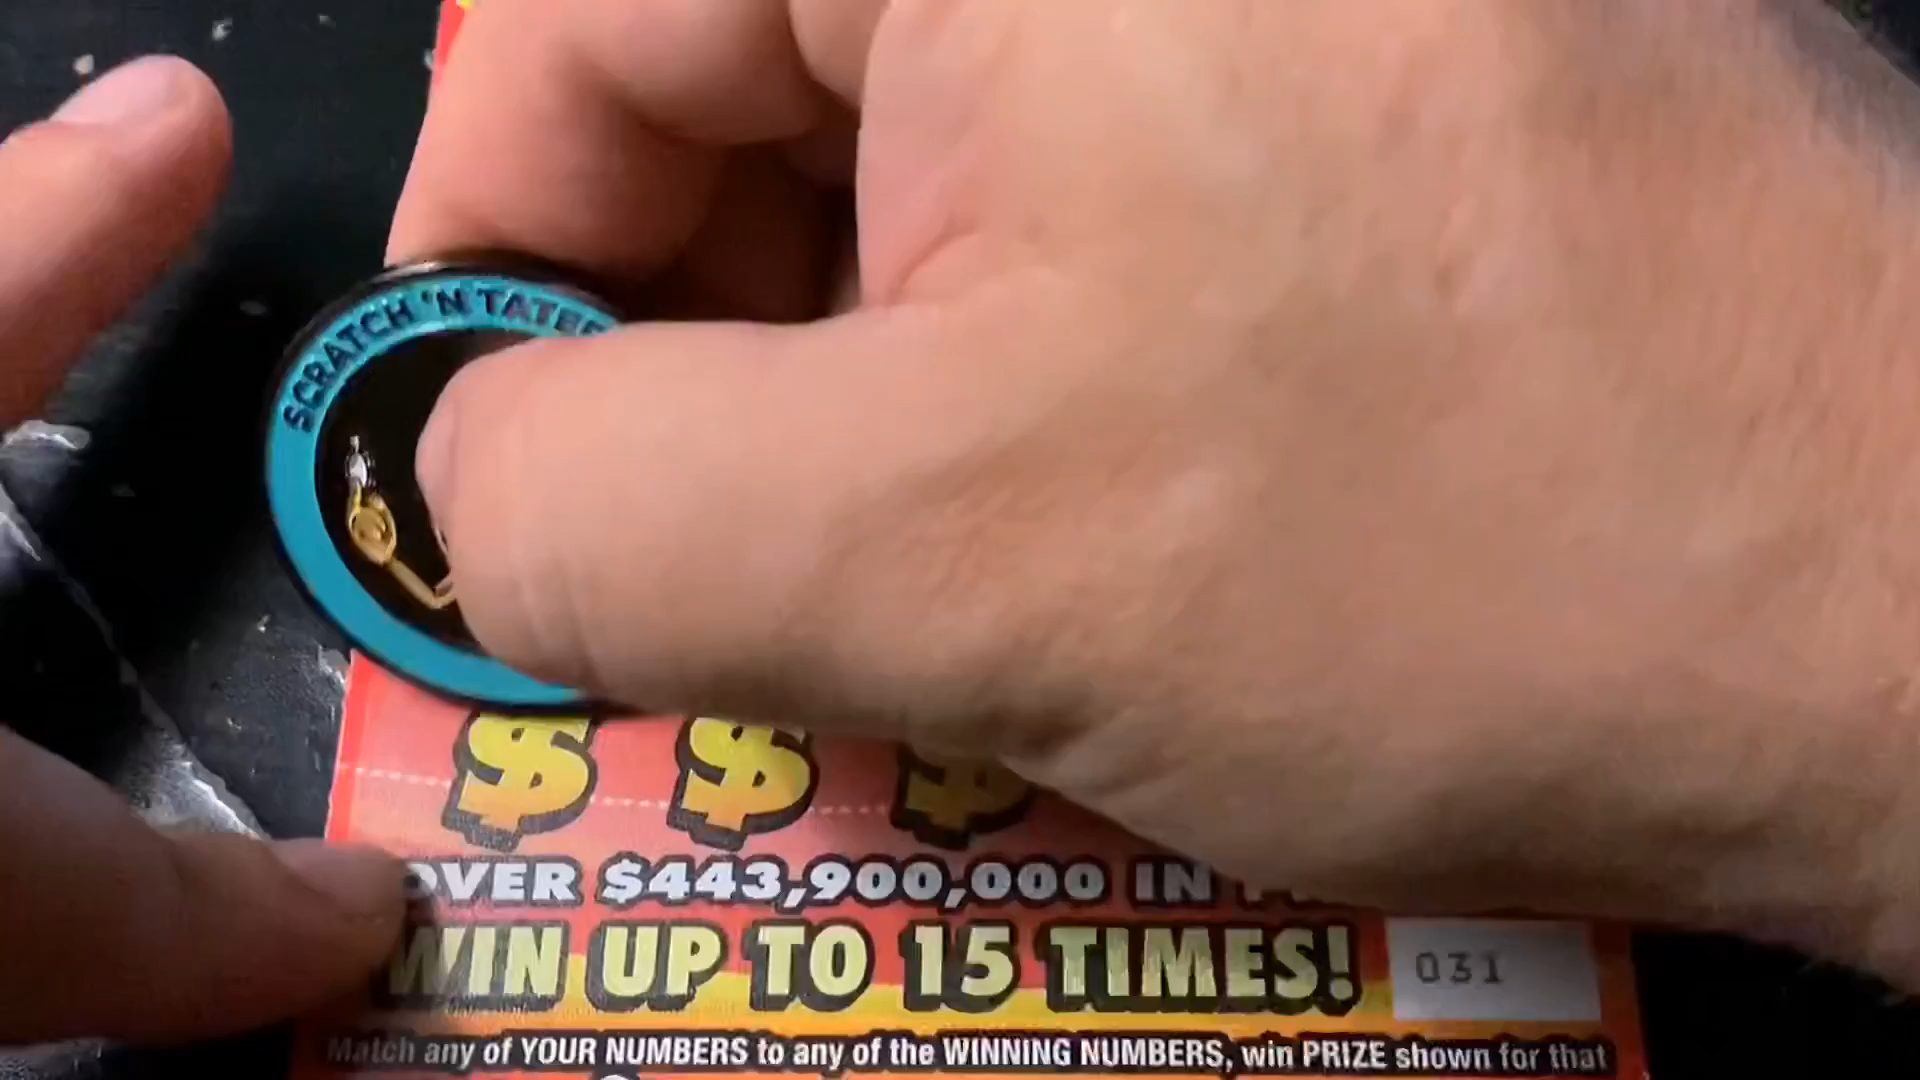 SCRATCH 'N TATER
$ $ $
OVER $443,900,000 IN
WIN UP TO 15 TIMES!
031
Match any of YOUR NUMBERS to any of the WINNING NUMBERS, win PRIZE shown for that